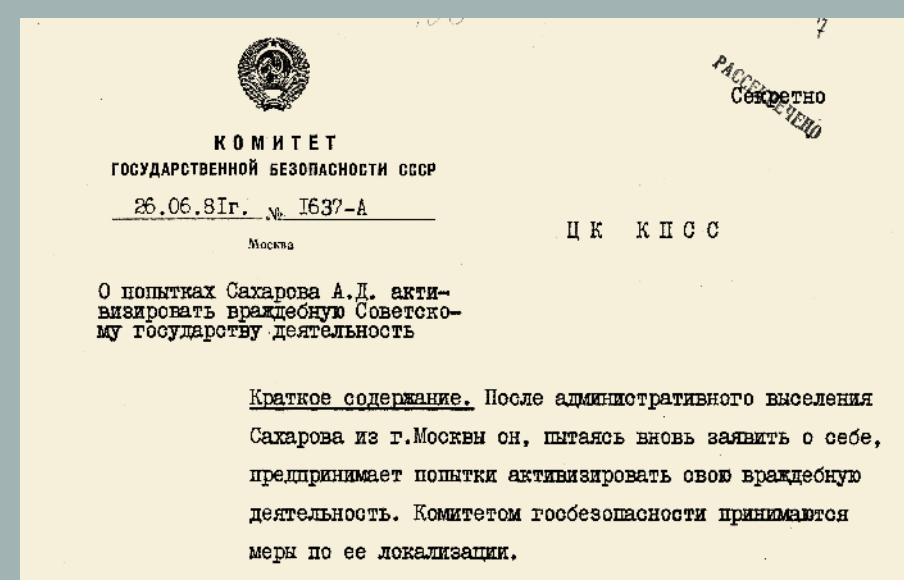 7
РАССЕКРЕЧЕНО
Секретно
КОМИТЕТ
ГОСУДАРСТВЕННОЙ БЕЗОПАСНОСТИ СССР
26.06.81г. № 1637-А
Москва
ЦК КПСС
О попытках Сахарова А.Д. акти-
визировать враждебную Советско-
му государству деятельность
Краткое содержание. После административного выселения
Сахарова из г.Москвы он, пытаясь вновь заявить о себе,
предпринимает попытки активизировать свою враждебную
деятельность. Комитетом госбезопасности принимаются
меры по ее локализации.